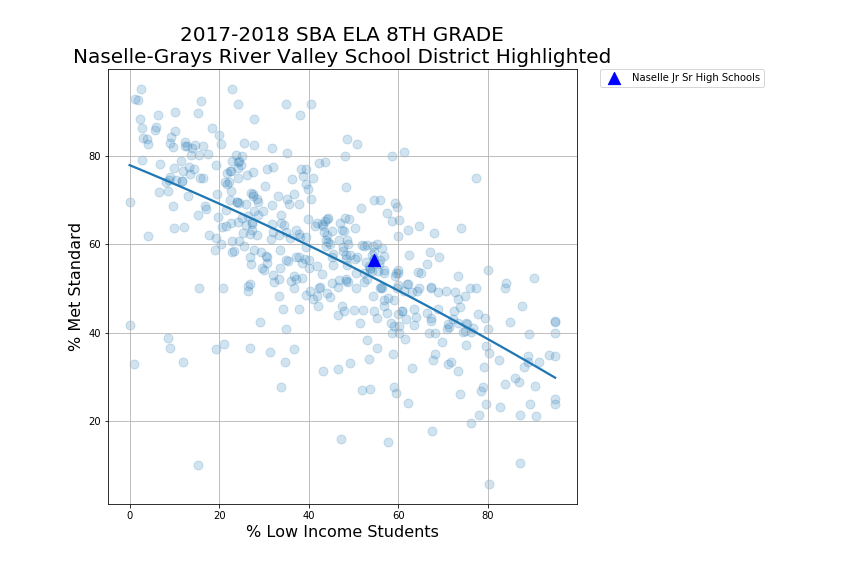 2017-2018 SBA ELA 8TH GRADE
Naselle-Grays River Valley School District Highlighted
Naselle Jr Sr High Schools
% Met Standard
80
60
40
20
0
20
40
60
80
% Low Income Students